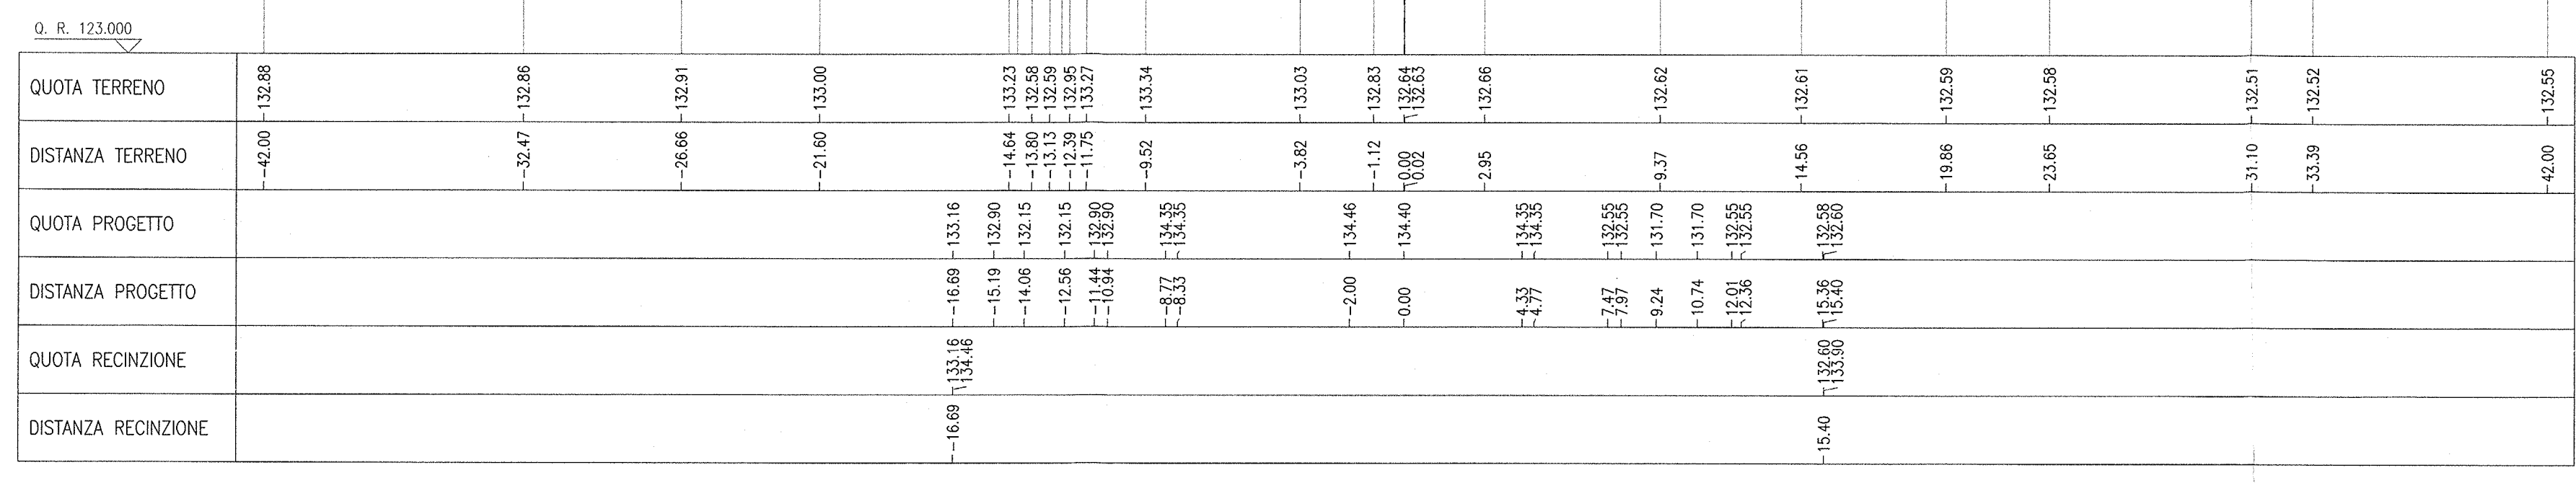 Q. R. 123.000
QUOTA TERRENO 132.88 132.86 132.91 133.00 133.23 132.58 132.59 132.95 133.27 133.34 133.03 132.83 132.64 132.63 132.66 132.62 132.61 132.59 132.58 132.51 132.52 132.55
DISTANZA TERRENO -42.00 -32.47 -26.66 -21.60 -14.64 -13.80 -13.13 -12.39 -11.75 -9.52 -3.82 -1.12 0.00 0.02 2.95 9.37 14.56 19.86 23.65 31.10 33.39 42.00
QUOTA PROGETTO 133.16 132.90 132.15 132.15 132.90 132.90 134.35 134.35 134.46 134.40 134.35 134.35 132.55 132.55 131.70 131.70 132.55 132.55 132.58 132.60
DISTANZA PROGETTO -16.69 -15.19 -14.06 -12.56 -11.44 -10.94 -8.77 -8.33 -2.00 0.00 4.33 4.77 7.47 7.97 9.24 10.74 12.01 12.36 15.36 15.40
QUOTA RECINZIONE 133.16 134.46 132.60 133.90
DISTANZA RECINZIONE -16.69 15.40